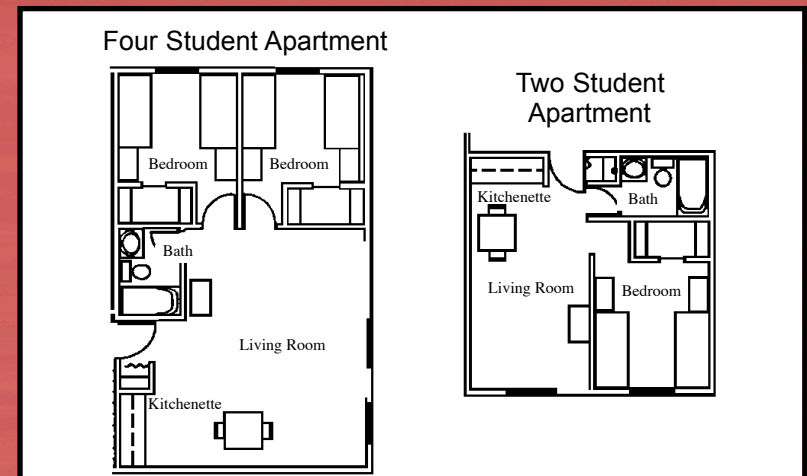 Four Student Apartment
Bedroom
Bedroom
Bath
Living Room
Kitchenette
Two Student
Apartment
Kitchenette
Bath
Living Room
Bedroom